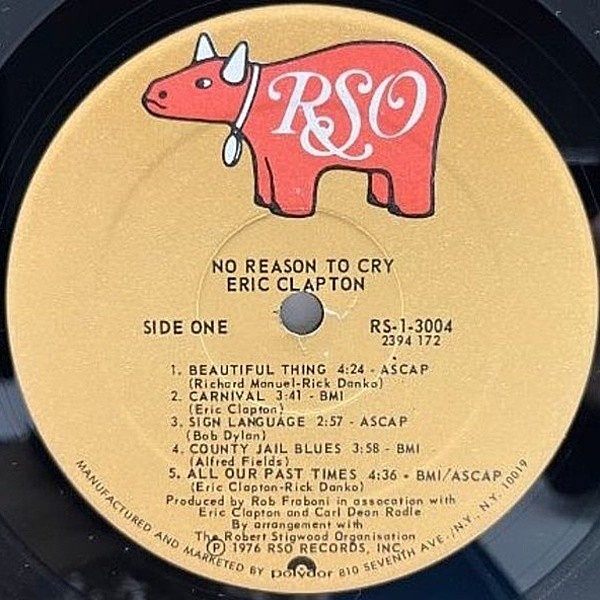 RSO
NO REASON TO CRY
ERIC CLAPTON
SIDE ONE
RS-1-3004
2394 172
1. BEAUTIFUL THING 4:24 - ASCAP
(Richard Manuel-Rick Danko)
2. CARNIVAL 3:41 - BMI
(Eric Clapton)
3. SIGN LANGUAGE 2:57 - ASCAP
(Bob Dylan)
4. COUNTY JAIL BLUES 3:58 - BMI
(Alfred Fields)
5. ALL OUR PAST TIMES 4:36 - BMI/ASCAP
(Eric Clapton-Rick Danko)
Produced by Rob Fraboni in assocation with
Eric Clapton and Carl Dean Radle
By arrangement with
The Robert Stigwood Organisation
Ⓟ 1976 RSO RECORDS, INC.
MANUFACTURED AND MARKETED BY polydor 810 SEVENTH AVE., N.Y., N.Y. 10019